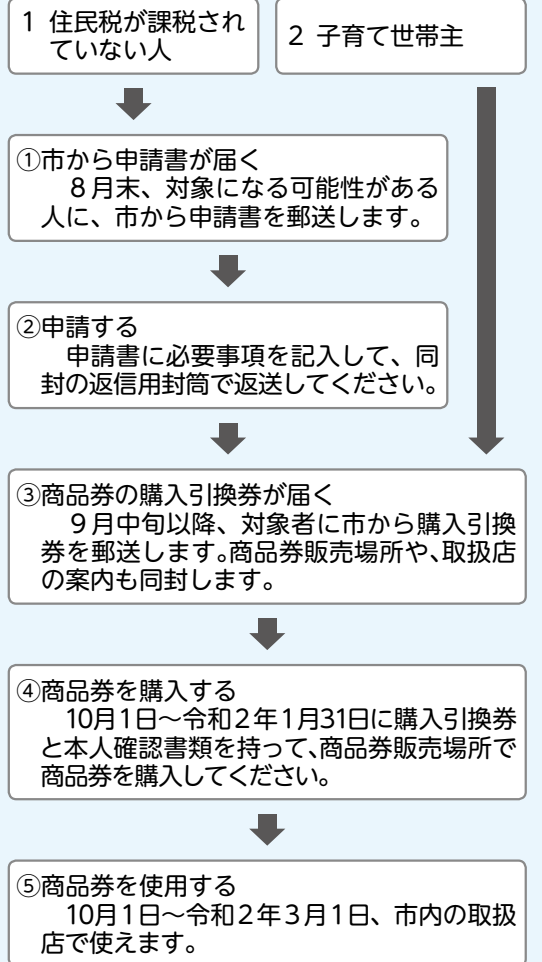 1 住民税が課税され
ていない人
2 子育て世帯主
①市から申請書が届く
８月末、対象になる可能性がある
人に、市から申請書を郵送します。
②申請する
申請書に必要事項を記入して、同
封の返信用封筒で返送してください。
③商品券の購入引換券が届く
９月中旬以降、対象者に市から購入引換
券を郵送します｡商品券販売場所や､取扱店
の案内も同封します。
④商品券を購入する
10月1日～令和２年１月31日に購入引換券
と本人確認書類を持って､商品券販売場所で
商品券を購入してください。
⑤商品券を使用する
10月1日～令和２年３月１日、市内の取扱
店で使えます。